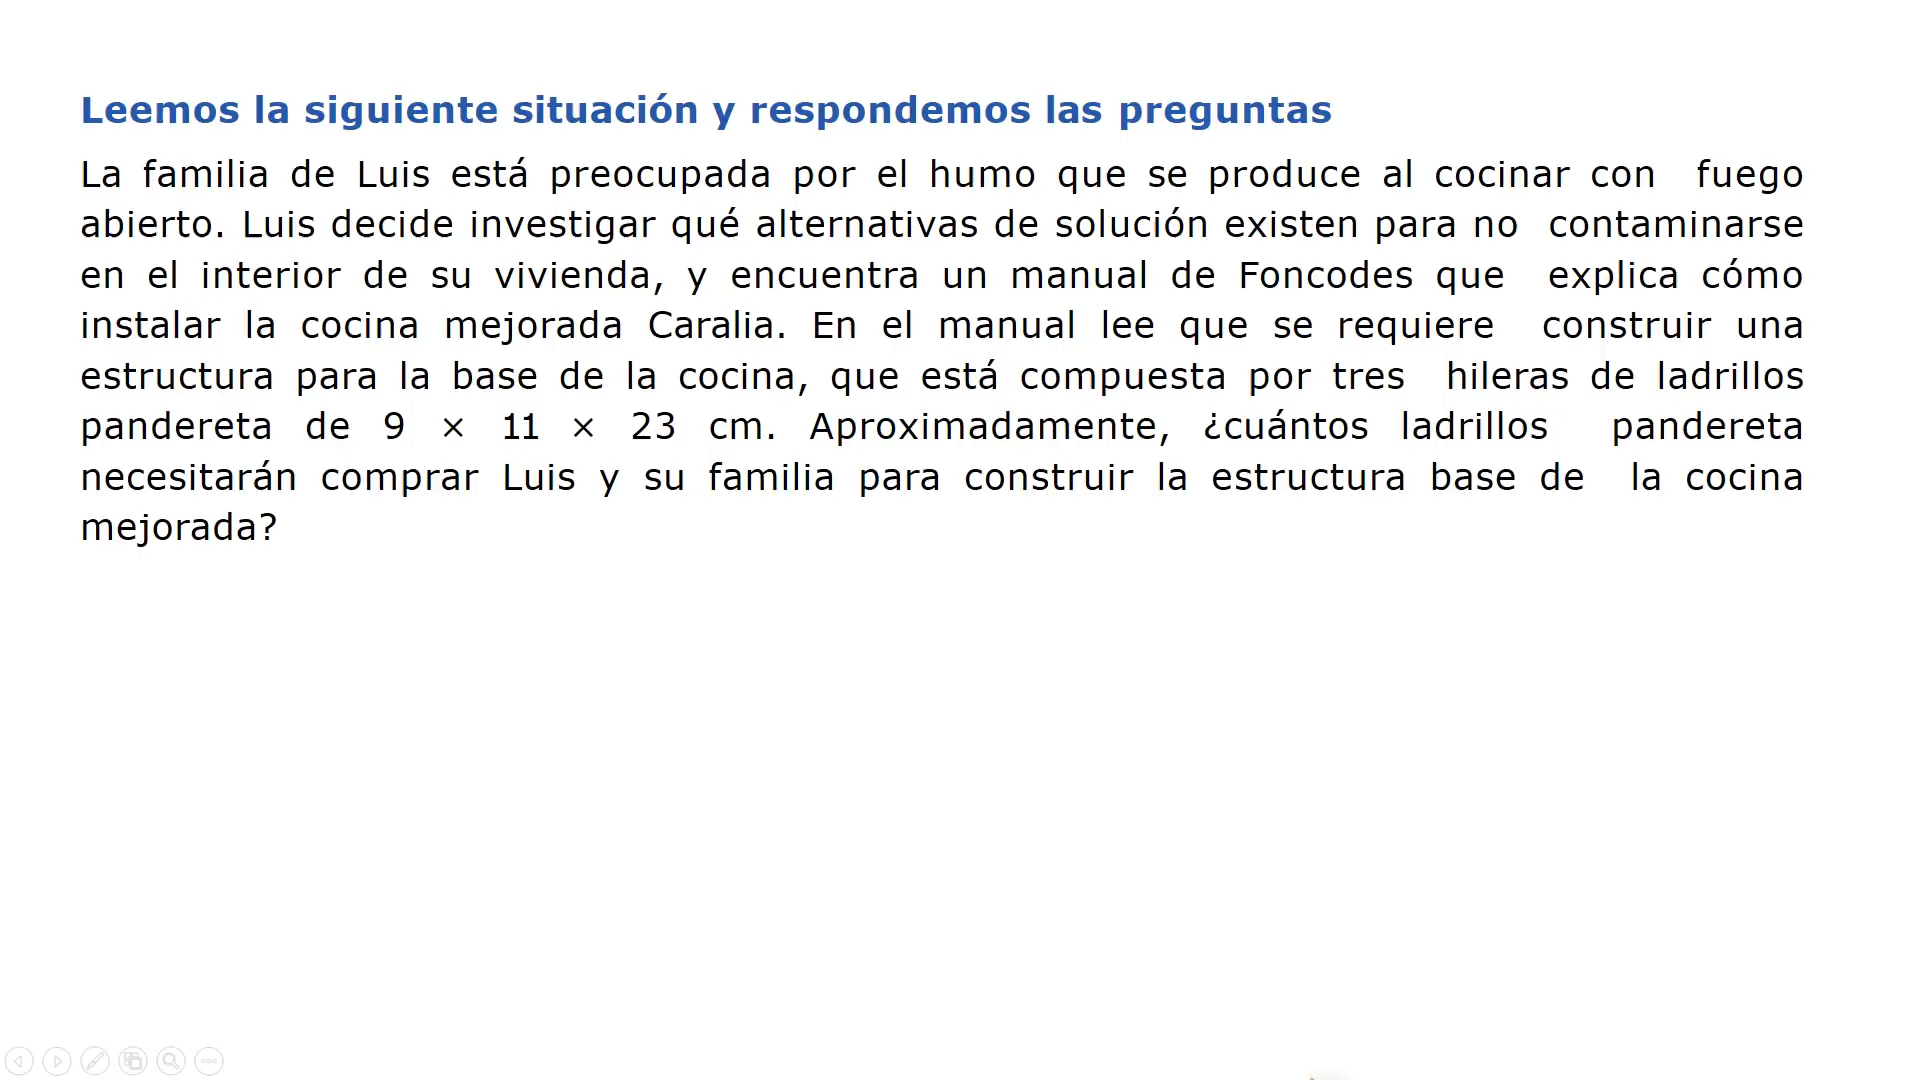 Leemos la siguiente situación y respondemos las preguntas
La familia de Luis está preocupada por el humo que se produce al cocinar con fuego
abierto. Luis decide investigar qué alternativas de solución existen para no contaminarse
en el interior de su vivienda, y encuentra un manual de Foncodes que explica cómo
instalar la cocina mejorada Caralia. En el manual lee que se requiere construir una
estructura para la base de la cocina, que está compuesta por tres hileras de ladrillos
pandereta de 9 × 11 × 23 cm. Aproximadamente, ¿cuántos ladrillos pandereta
necesitarán comprar Luis y su familia para construir la estructura base de la cocina
mejorada?